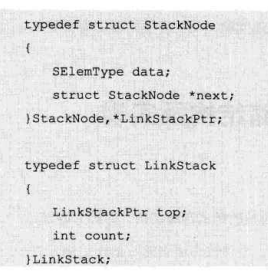 typedef struct StackNode
{
    SElemType data;
    struct StackNode *next;
}StackNode,*LinkStackPtr;

typedef struct LinkStack
{
    LinkStackPtr top;
    int count;
}LinkStack;